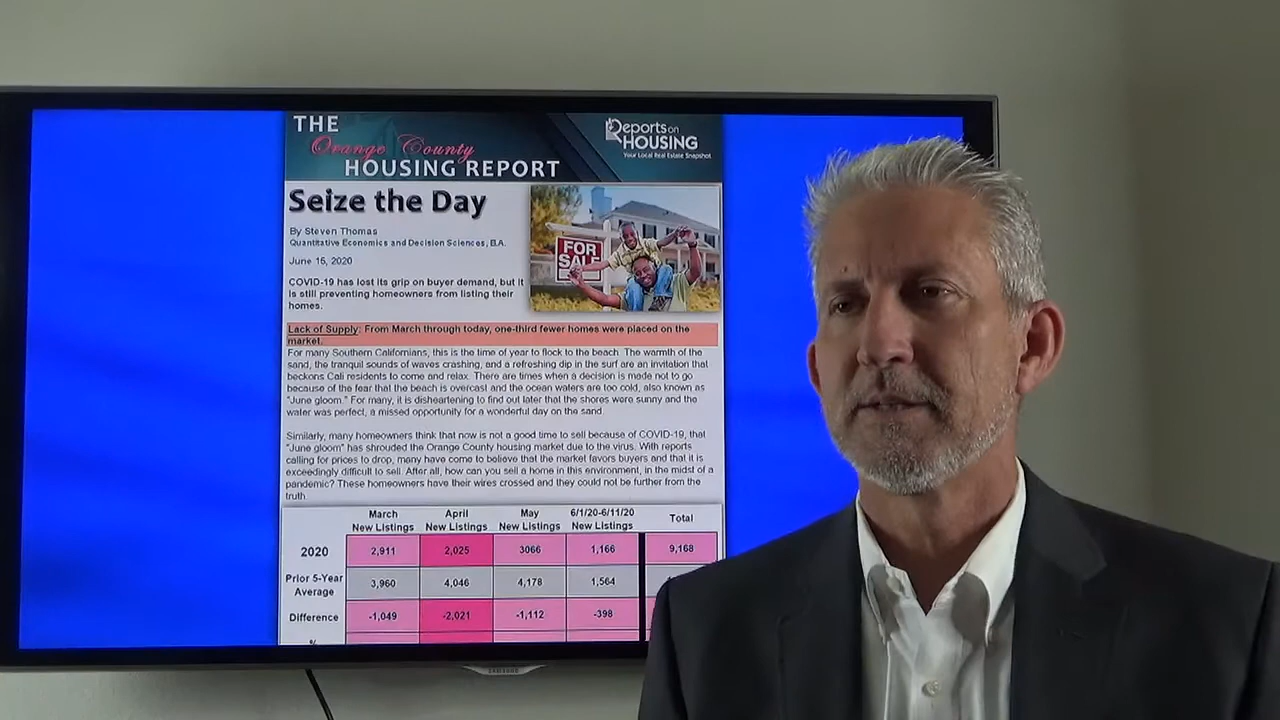 THE
Orange County
HOUSING REPORT
Reports on
HOUSING
Your Local Real Estate Snapshot
Seize the Day
By Steven Thomas
Quantitative Economics and Decision Sciences, B.A.
June 16, 2020
COVID-19 has lost its grip on buyer demand, but it
is still preventing homeowners from listing their
homes.
FOR
SALE
Lack of Supply: From March through today, one-third fewer homes were placed on the
market.
For many Southern Californians, this is the time of year to flock to the beach. The warmth of the
sand, the tranquil sounds of waves crashing, and a refreshing dip in the surf are an invitation that
beckons Cali residents to come and relax. There are times when a decision is made not to go
because of the fear that the beach is overcast and the ocean waters are too cold, also known as
"June gloom." For many, it is disheartening to find out later that the shores were sunny and the
water was perfect, a missed opportunity for a wonderful day on the sand.
Similarly, many homeowners think that now is not a good time to sell because of COVID-19, that
"June gloom" has shrouded the Orange County housing market due to the virus. With reports
calling for prices to drop, many have come to believe that the market favors buyers and that it is
exceedingly difficult to sell. After all, how can you sell a home in this environment, in the midst of a
pandemic? These homeowners have their wires crossed and they could not be further from the
truth.
March New Listings April New Listings May New Listings 6/1/20-6/11/20 New Listings Total
2020 2,911 2,025 3066 1,166 9,168
Prior 5-Year Average 3,960 4,046 4,178 1,564
Difference -1,049 -2,021 -1,112 -398
%
SAMSUNG